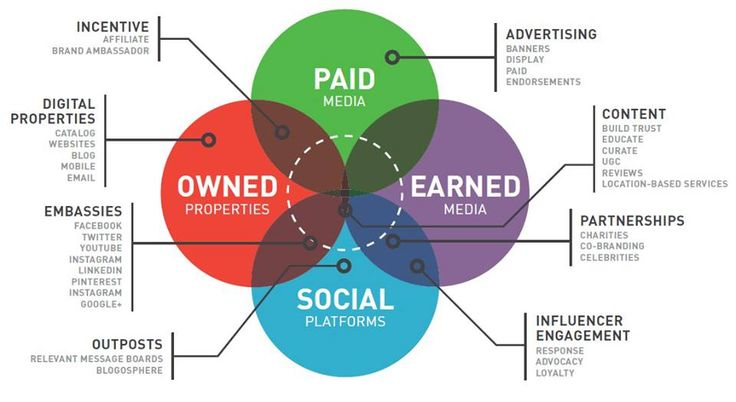 INCENTIVE
AFFILIATE
BRAND AMBASSADOR
DIGITAL
PROPERTIES
CATALOG
WEBSITES
BLOG
MOBILE
EMAIL
EMBASSIES
FACEBOOK
TWITTER
YOUTUBE
INSTAGRAM
LINKEDIN
PINTEREST
INSTAGRAM
GOOGLE+
OUTPOSTS
RELEVANT MESSAGE BOARDS
BLOGOSPHERE
PAID
MEDIA
OWNED
PROPERTIES
EARNED
MEDIA
SOCIAL
PLATFORMS
ADVERTISING
BANNERS
DISPLAY
PAID
ENDORSEMENTS
CONTENT
BUILD TRUST
EDUCATE
CURATE
UGC
REVIEWS
LOCATION-BASED SERVICES
PARTNERSHIPS
CHARITIES
CO-BRANDING
CELEBRITIES
INFLUENCER
ENGAGEMENT
RESPONSE
ADVOCACY
LOYALTY